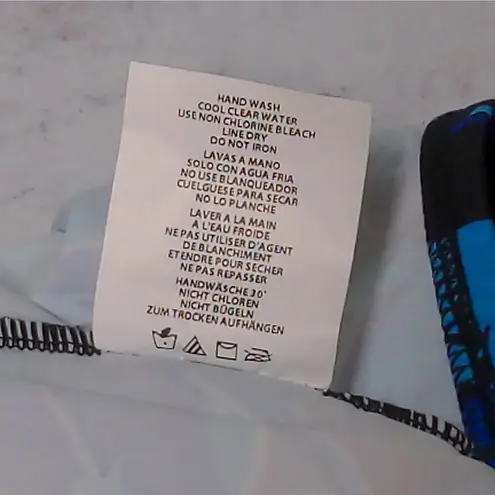 HAND WASH
COOL CLEAR WATER
USE NON CHLORINE BLEACH
LINE DRY
DO NOT IRON
LAVAS A MANO
SOLO CON AGUA FRIA
NO USE BLANQUEADOR
CUELGUESE PARA SECAR
NO LO PLANCHE
LAVER A LA MAIN
À L'EAU FROIDE
NE PAS UTILISER D'AGENT
DE BLANCHIMENT
ETENDRE POUR SECHER
NE PAS REPASSER
HANDWÄSCHE 30°
NICHT CHLOREN
NICHT BÜGELN
ZUM TROCKEN AUFHÄNGEN